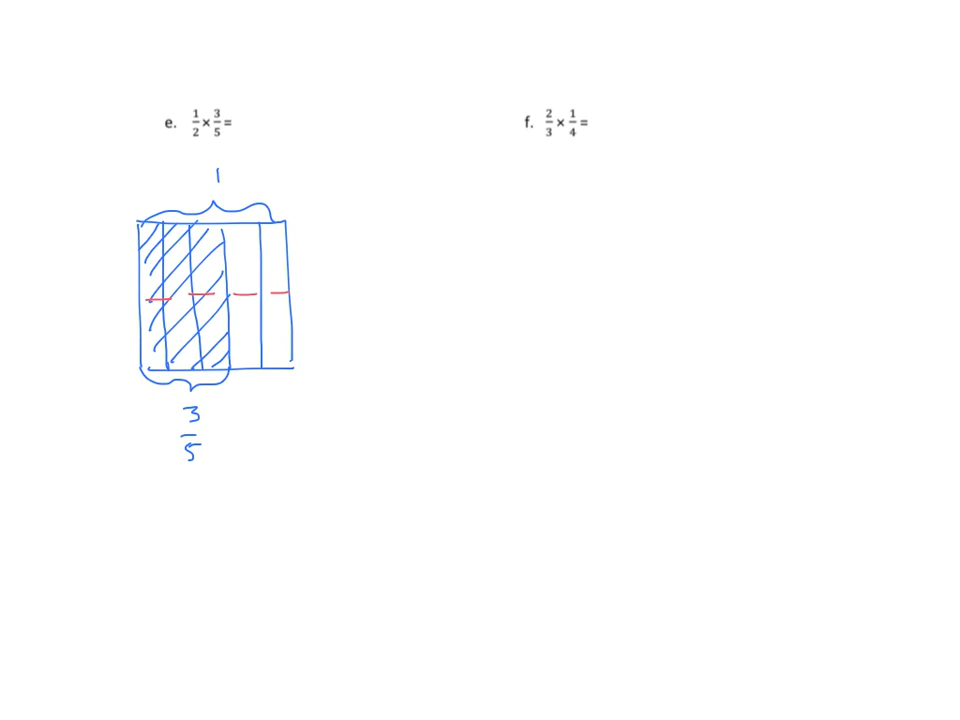 e. 1/2 × 3/5 =
f. 2/3 × 1/4 =
1
3/5